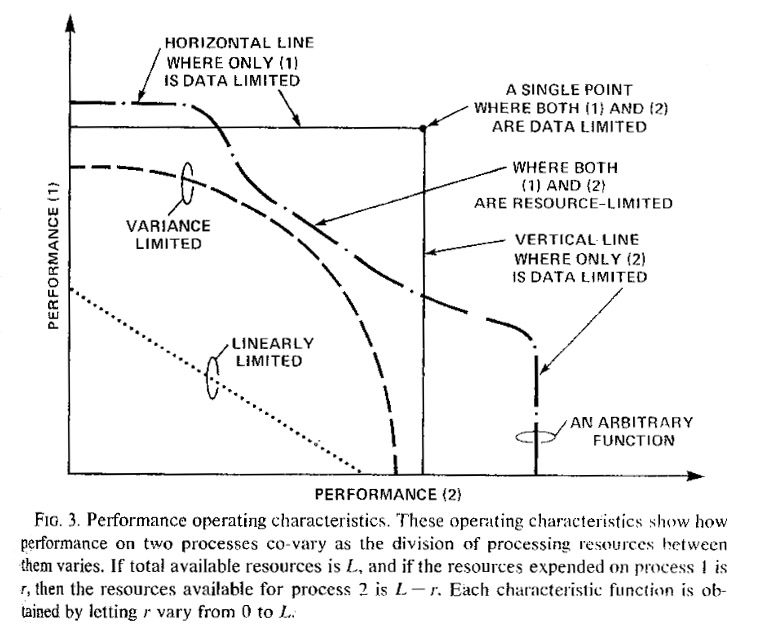 HORIZONTAL LINE
WHERE ONLY (1)
IS DATA LIMITED
A SINGLE POINT
WHERE BOTH (1) AND (2)
ARE DATA LIMITED
WHERE BOTH
(1) AND (2)
ARE RESOURCE-LIMITED
VARIANCE
LIMITED
VERTICAL LINE
WHERE ONLY (2)
IS DATA LIMITED
PERFORMANCE (1)
LINEARLY
LIMITED
AN ARBITRARY
FUNCTION
PERFORMANCE (2)
FIG. 3. Performance operating characteristics. These operating characteristics show how
performance on two processes co-vary as the division of processing resources between
them varies. If total available resources is L, and if the resources expended on process 1 is
r, then the resources available for process 2 is L − r. Each characteristic function is ob-
tained by letting r vary from 0 to L.